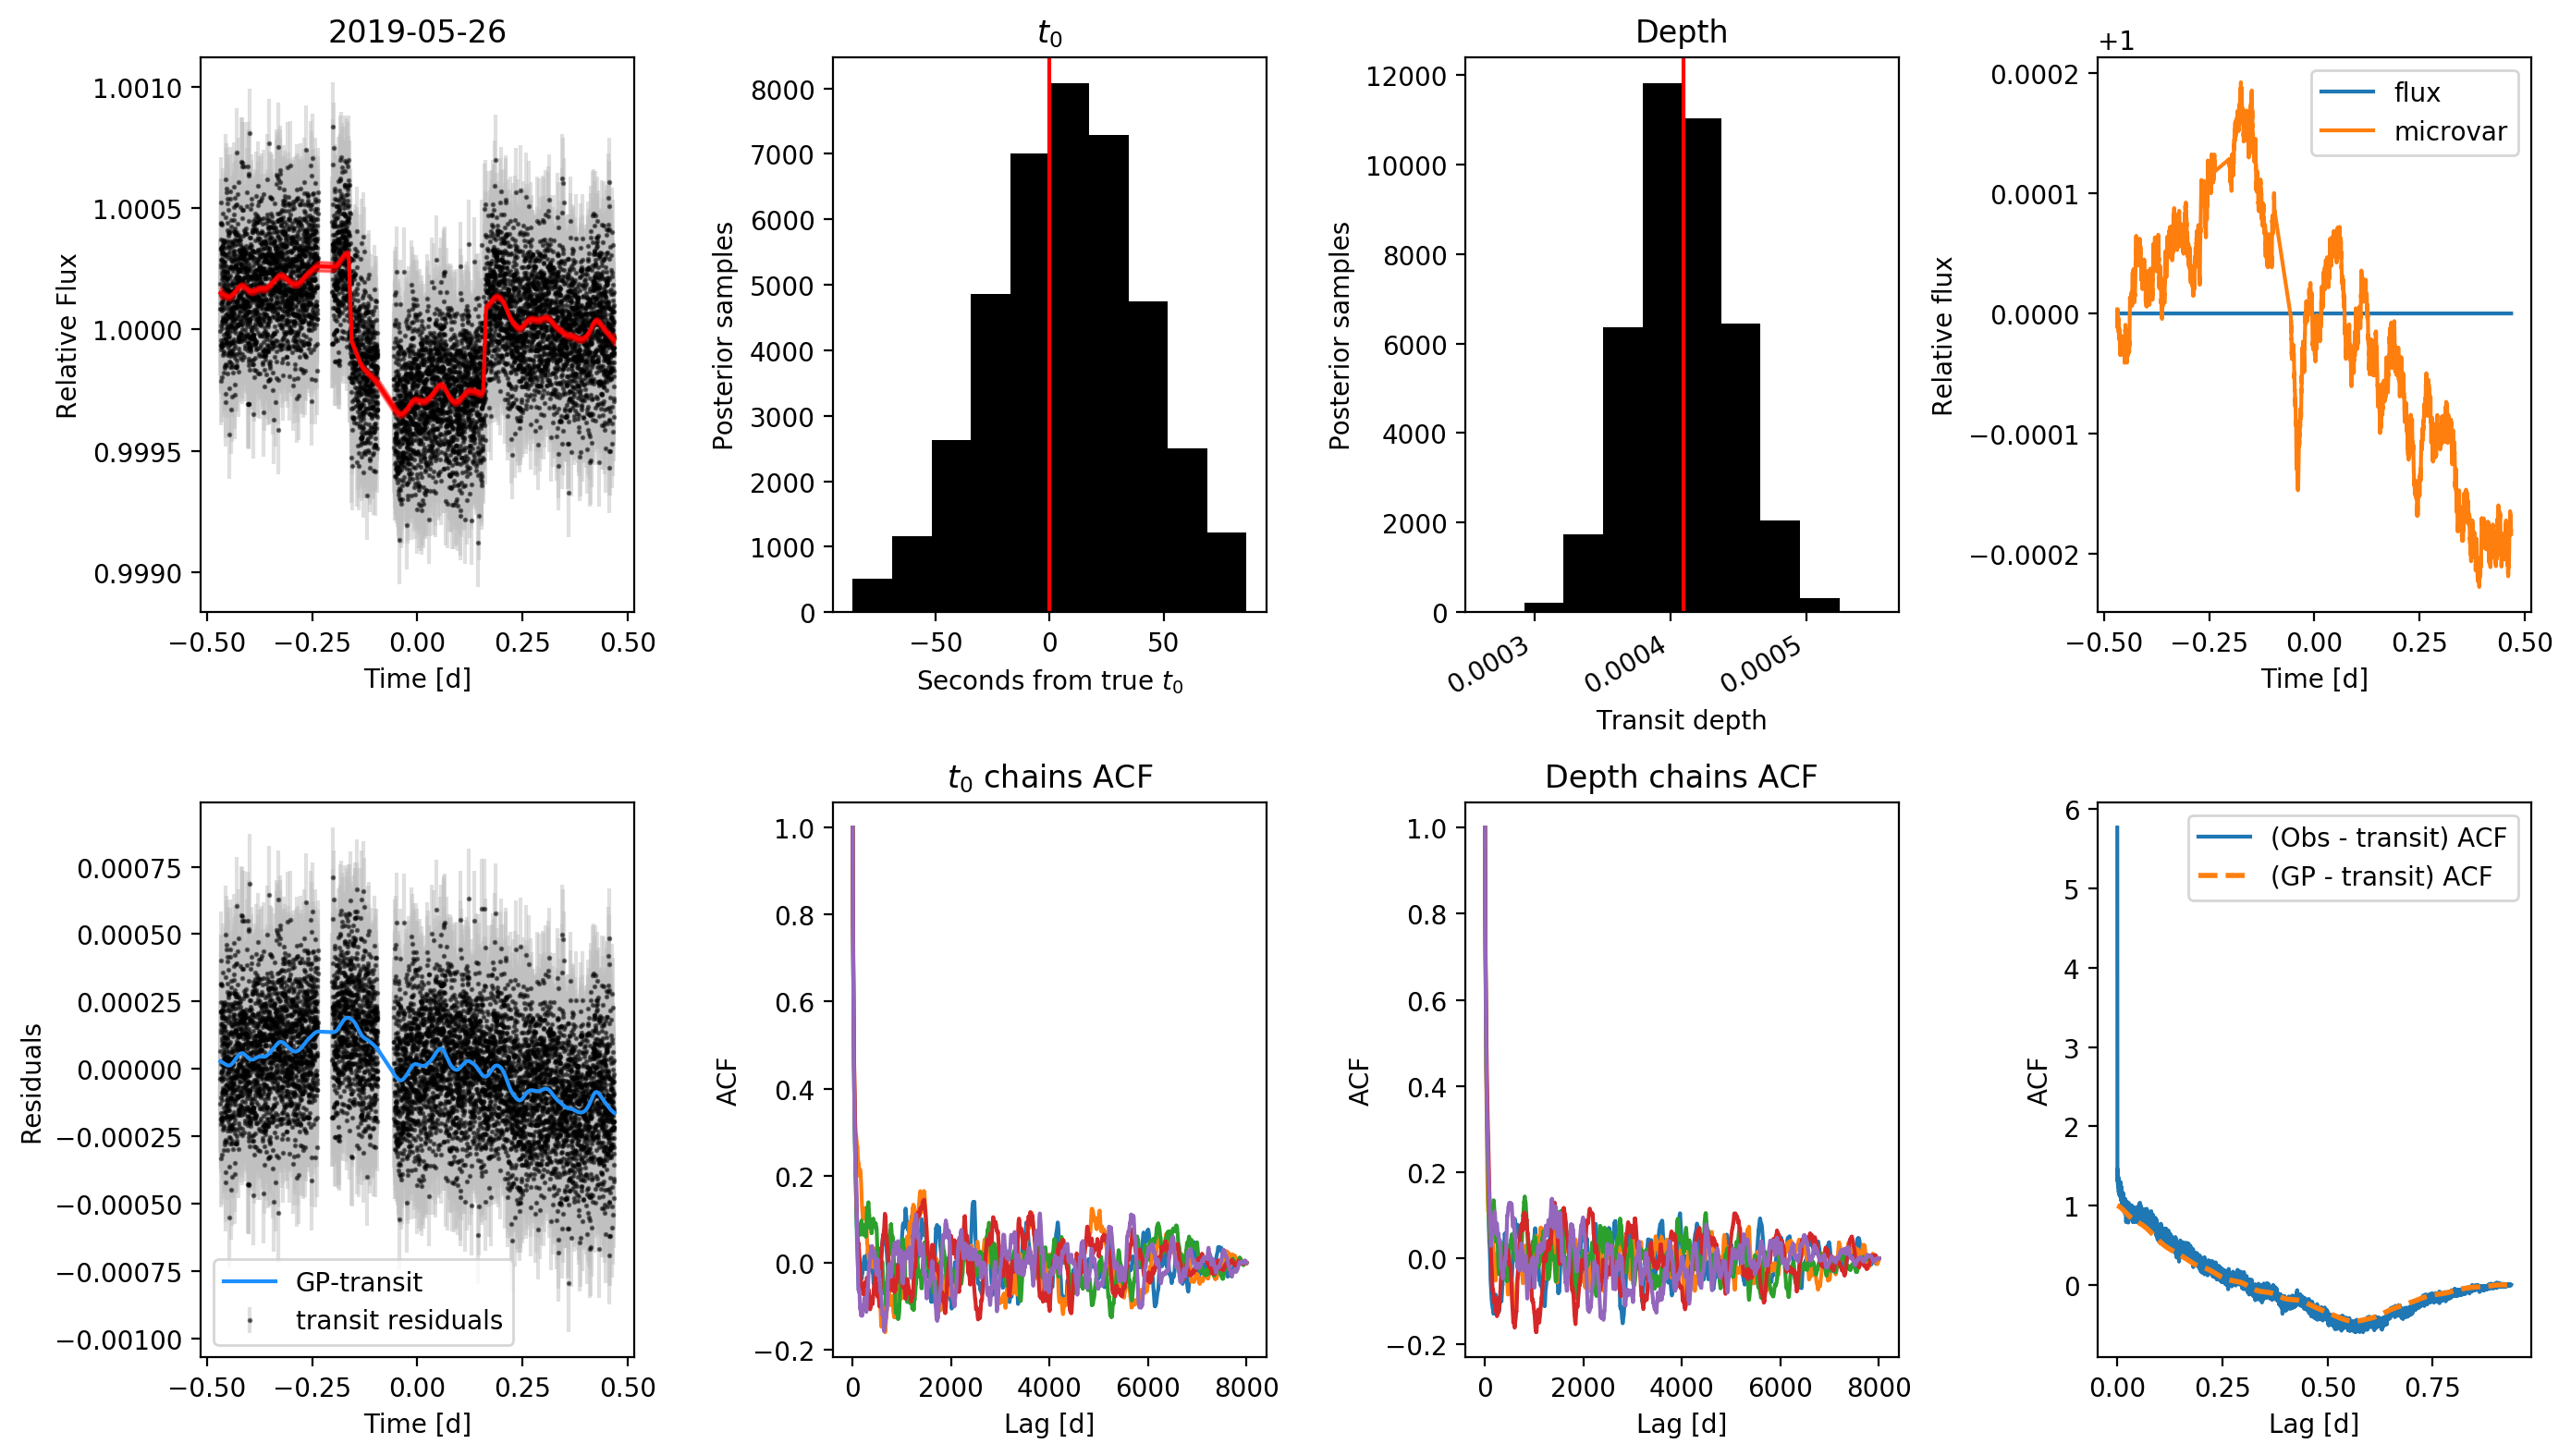 2019-05-26
1.0010
1.0005
1.0000
0.9995
0.9990
Relative Flux
−0.50 −0.25 0.00 0.25 0.50
Time [d]
t0
8000
7000
6000
5000
4000
3000
2000
1000
0
Posterior samples
−50 0 50
Seconds from true t0
Depth
12000
10000
8000
6000
4000
2000
0
Posterior samples
0.0003 0.0004 0.0005
Transit depth
+1
0.0002
0.0001
0.0000
−0.0001
−0.0002
Relative flux
flux
microvar
−0.50 −0.25 0.00 0.25 0.50
Time [d]
0.00075
0.00050
0.00025
0.00000
−0.00025
−0.00050
−0.00075
−0.00100
Residuals
GP-transit
transit residuals
−0.50 −0.25 0.00 0.25 0.50
Time [d]
t0 chains ACF
1.0
0.8
0.6
0.4
0.2
0.0
−0.2
ACF
0 2000 4000 6000 8000
Lag [d]
Depth chains ACF
1.0
0.8
0.6
0.4
0.2
0.0
−0.2
ACF
0 2000 4000 6000 8000
Lag [d]
6
5
4
3
2
1
0
ACF
(Obs - transit) ACF
(GP - transit) ACF
0.00 0.25 0.50 0.75
Lag [d]